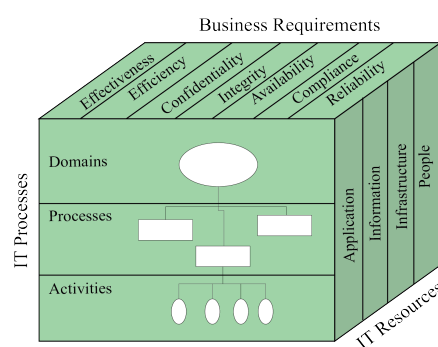 Business Requirements
Effectiveness
Efficiency
Confidentiality
Integrity
Availability
Compliance
Reliability
IT Processes
Domains
Processes
Activities
Application
Information
Infrastructure
People
IT Resources